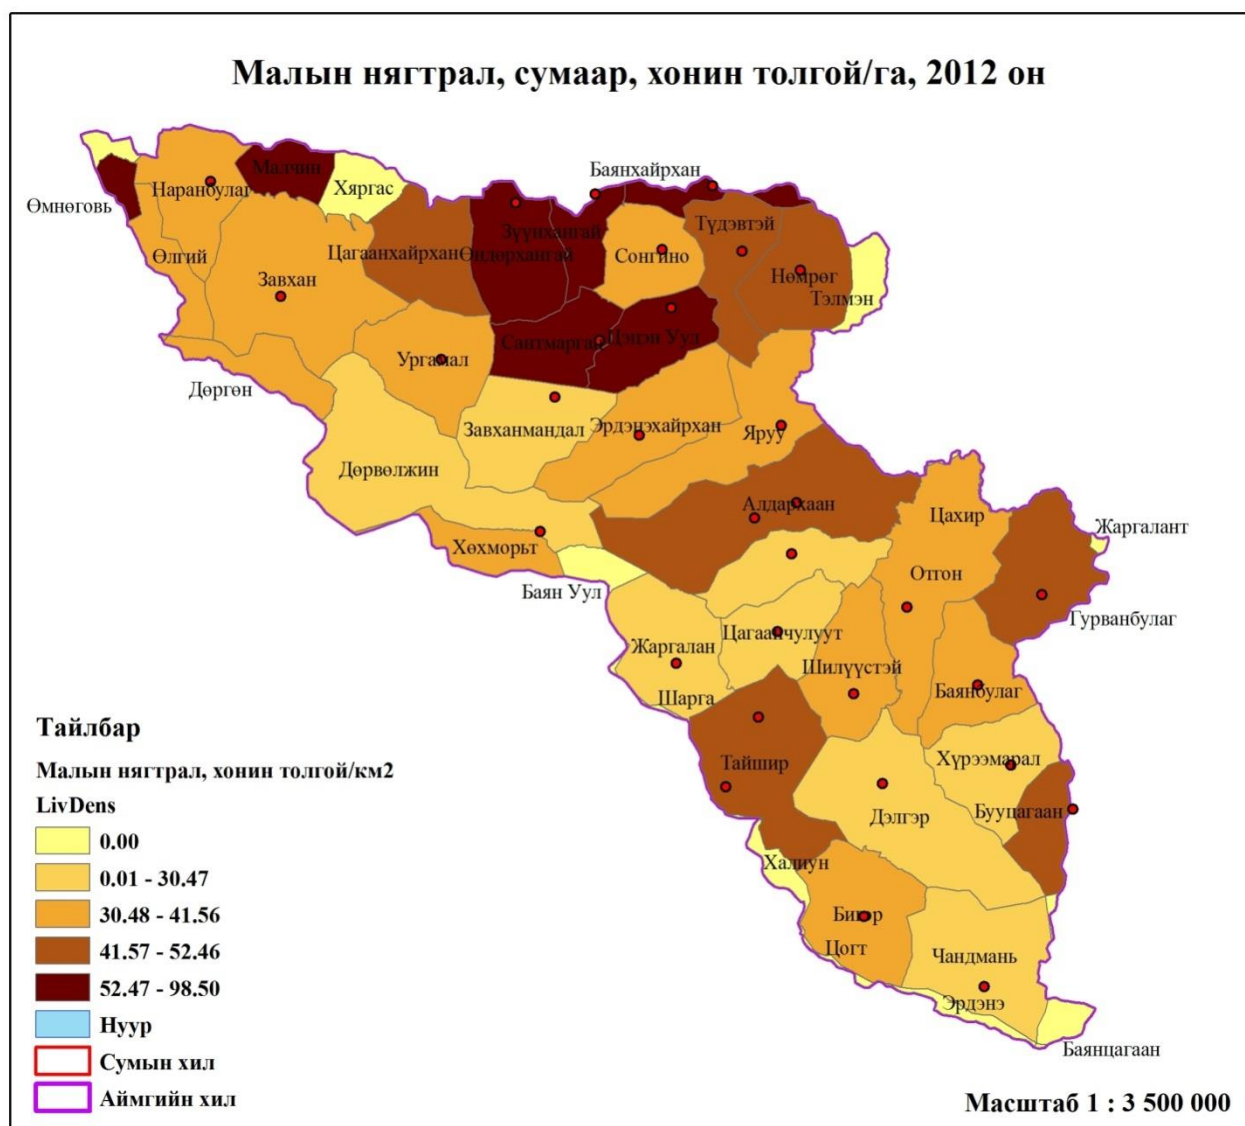 Малын нягтрал, сумаар, хонин толгой/га, 2012 он
Баянхайрхан
Малчин
Наранбулаг
Хяргас
Өмнөговь
Зүүнхангай
Түдэвтэй
Өлгий
Цагаанхайрхан
Өндөрхангай
Сонгино
Завхан
Нөмрөг
Тэлмэн
Ургамал
Сантмаргац
Цэцэн Уул
Дөргөн
Завханмандал
Эрдэнэхайрхан
Яруу
Дөрвөлжин
Алдархаан
Цахир
Жаргалант
Хөхморьт
Отгон
Баян Уул
Гурванбулаг
Цагаанчулуут
Жаргалан
Шилүүстэй
Баянбулаг
Шарга
Тайшир
Хүрээмарал
Дэлгэр
Бууцагаан
Халиун
Бигэр
Цогт
Чандмань
Эрдэнэ
Баянцагаан
Тайлбар
Малын нягтрал, хонин толгой/км2
LivDens
0.00
0.01 - 30.47
30.48 - 41.56
41.57 - 52.46
52.47 - 98.50
Нуур
Сумын хил
Аймгийн хил
Масштаб 1 : 3 500 000